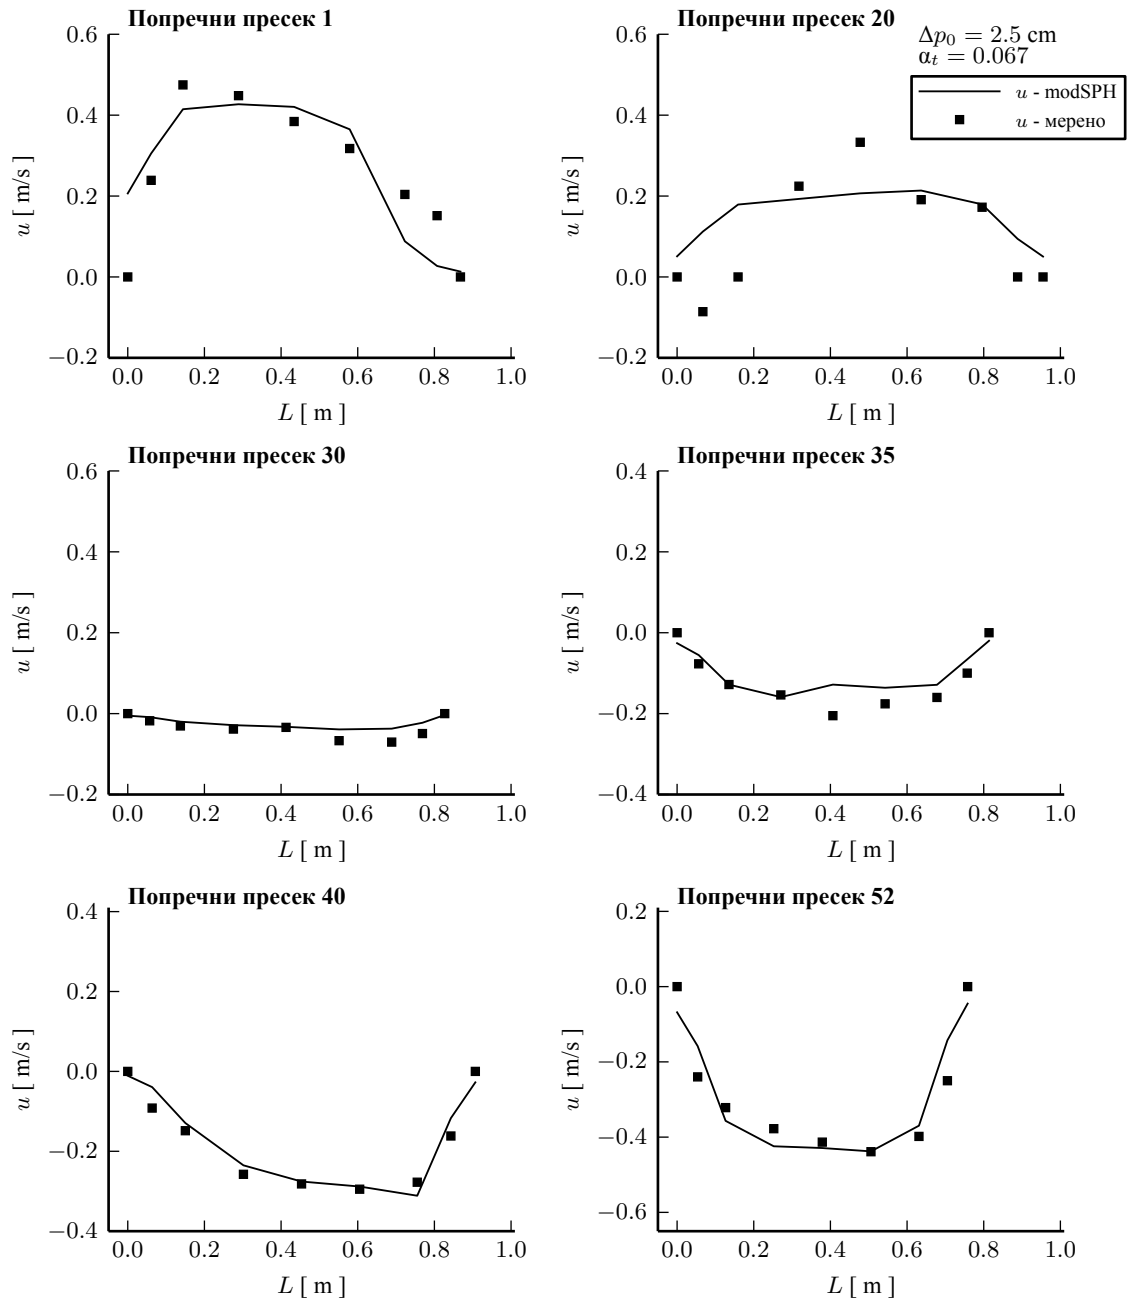 Попречни пресек 1
0.6
0.4
0.2
0.0
−0.2
u [ m/s ]
0.0 0.2 0.4 0.6 0.8 1.0
L [ m ]
Попречни пресек 20
Δp₀ = 2.5 cm
αₜ = 0.067
u - modSPH
u - мерено
0.6
0.4
0.2
0.0
−0.2
u [ m/s ]
0.0 0.2 0.4 0.6 0.8 1.0
L [ m ]
Попречни пресек 30
0.6
0.4
0.2
0.0
−0.2
u [ m/s ]
0.0 0.2 0.4 0.6 0.8 1.0
L [ m ]
Попречни пресек 35
0.4
0.2
0.0
−0.2
−0.4
u [ m/s ]
0.0 0.2 0.4 0.6 0.8 1.0
L [ m ]
Попречни пресек 40
0.4
0.2
0.0
−0.2
−0.4
u [ m/s ]
0.0 0.2 0.4 0.6 0.8 1.0
L [ m ]
Попречни пресек 52
0.2
0.0
−0.2
−0.4
−0.6
u [ m/s ]
0.0 0.2 0.4 0.6 0.8 1.0
L [ m ]